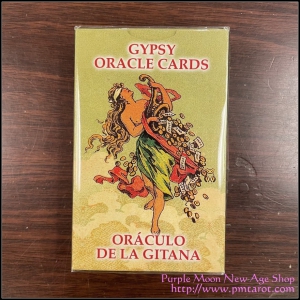 GYPSY
ORACLE CARDS
ORÁCULO
DE LA GITANA
Purple Moon New-Age Shop
http://www.pmtarot.com